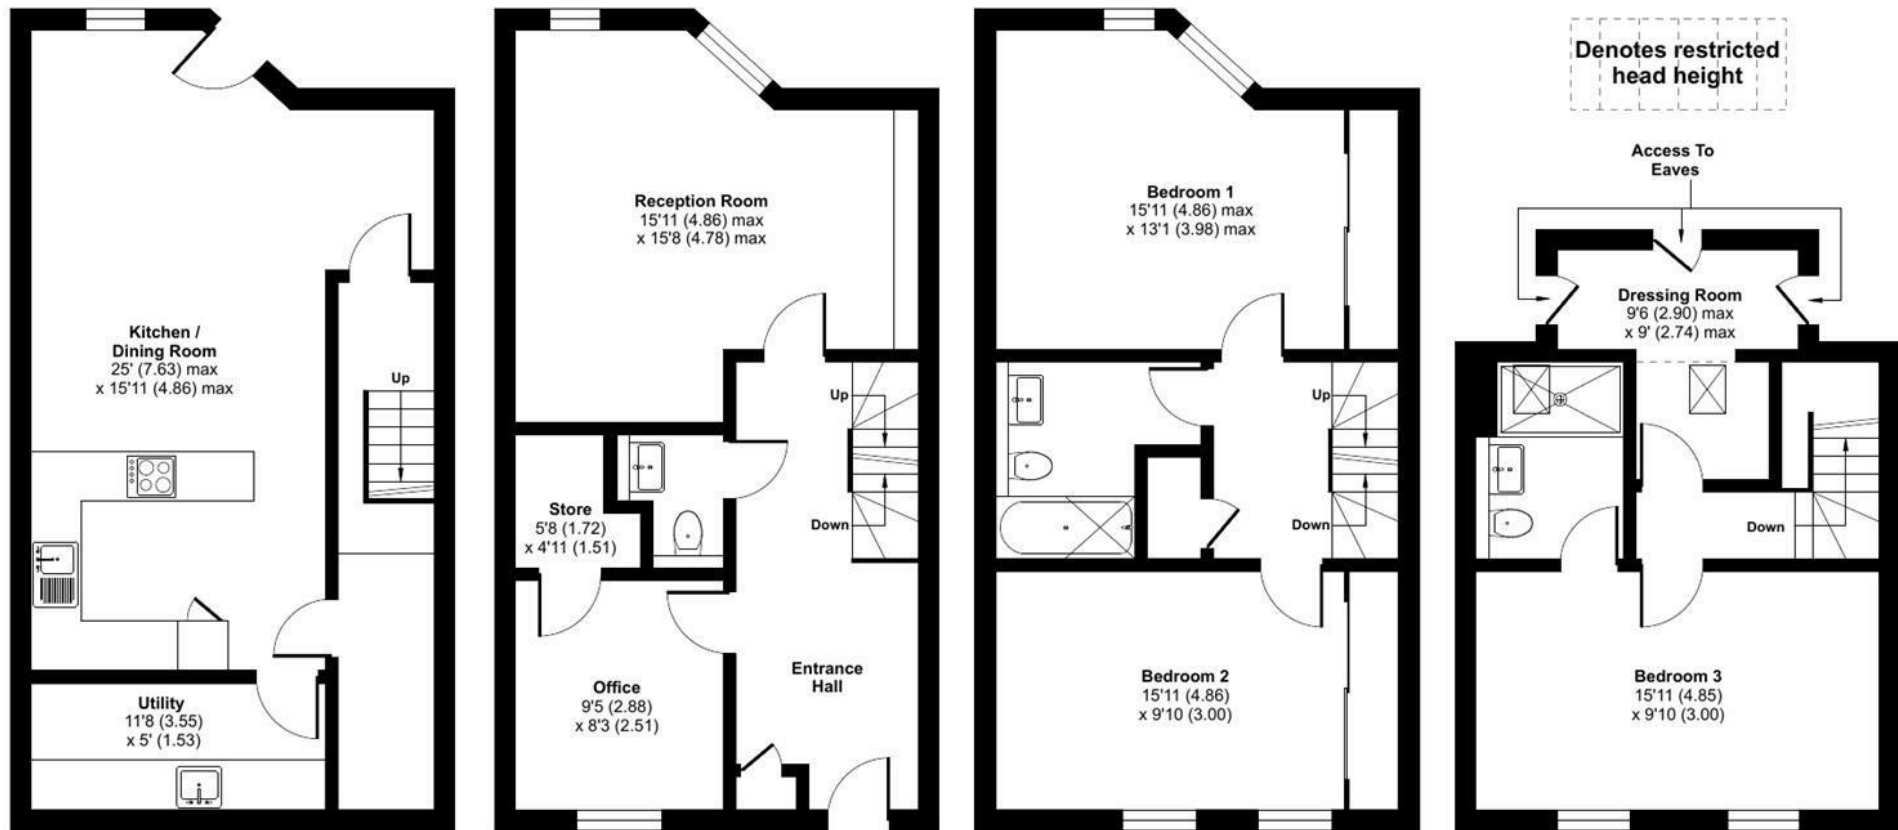 Kitchen /
Dining Room
25' (7.63) max
x 15'11 (4.86) max
Up
Utility
11'8 (3.55)
x 5' (1.53)
Reception Room
15'11 (4.86) max
x 15'8 (4.78) max
Up
Store
5'8 (1.72)
x 4'11 (1.51)
Down
Office
9'5 (2.88)
x 8'3 (2.51)
Entrance
Hall
Bedroom 1
15'11 (4.86) max
x 13'1 (3.98) max
Up
Down
Bedroom 2
15'11 (4.86)
x 9'10 (3.00)
Denotes restricted
head height
Access To
Eaves
Dressing Room
9'6 (2.90) max
x 9' (2.74) max
Down
Bedroom 3
15'11 (4.85)
x 9'10 (3.00)